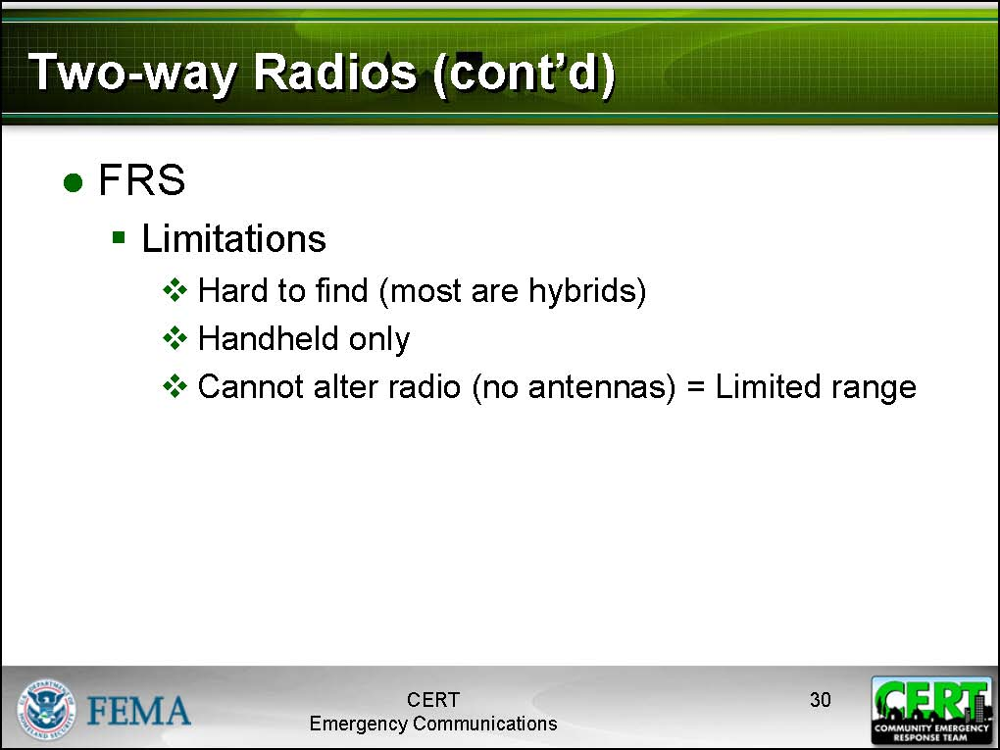 Two-way Radios (cont’d)
● FRS
▪ Limitations
❖ Hard to find (most are hybrids)
❖ Handheld only
❖ Cannot alter radio (no antennas) = Limited range
U.S. DEPARTMENT OF HOMELAND SECURITY
FEMA
CERT
Emergency Communications
30
CERT
COMMUNITY EMERGENCY
RESPONSE TEAM